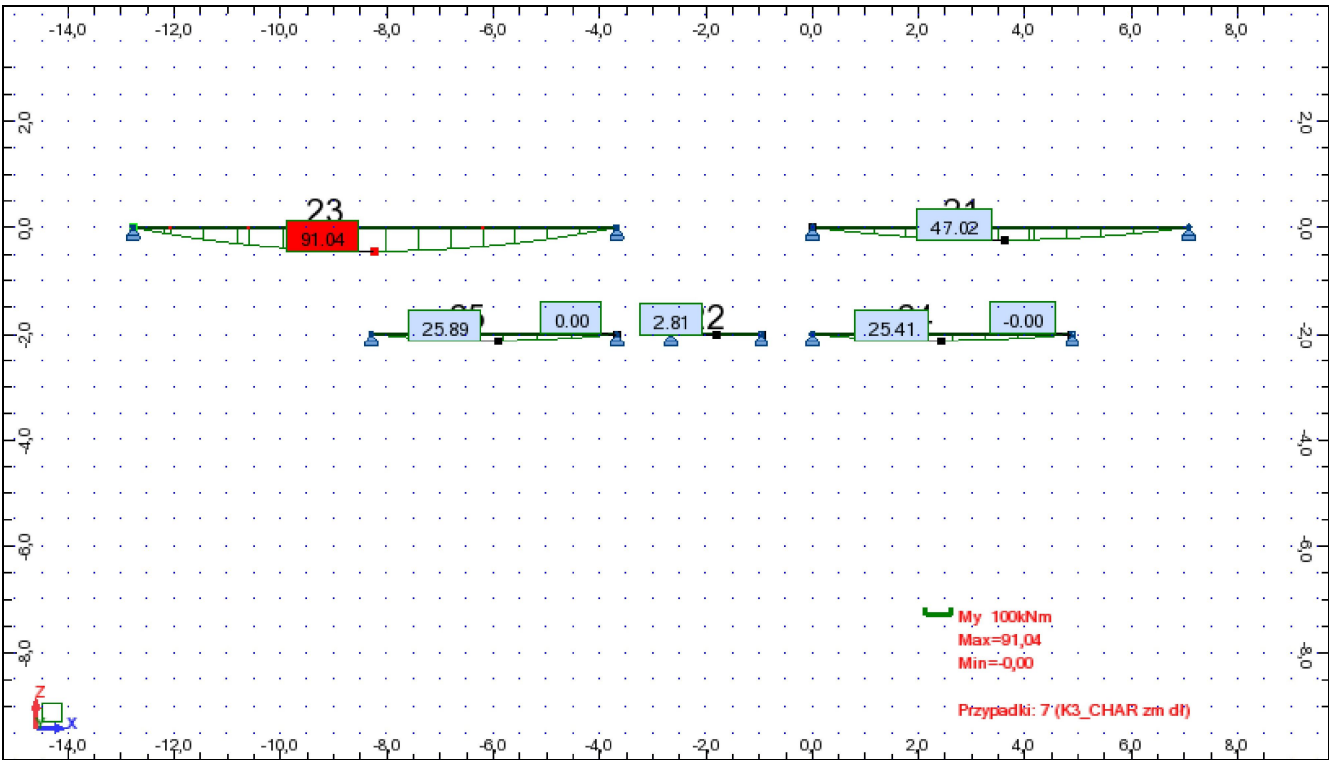 -14,0 -12,0 -10,0 -8,0 -6,0 -4,0 -2,0 0,0 2,0 4,0 6,0 8,0
2,0 2,0
23
91.04
47.02
0,0 0,0
25.89 0.00 2.81 .25.41. -0.00
-2,0 -2,0
-4,0 -4,0
-6,0 -6,0
My 100kNm
Max=91,04
Min=-0,00
-8,0 -8,0
Przypadki: 7 (K3_CHAR zm dł)
Z
X
-14,0 -12,0 -10,0 -8,0 -6,0 -4,0 -2,0 0,0 2,0 4,0 6,0 8,0